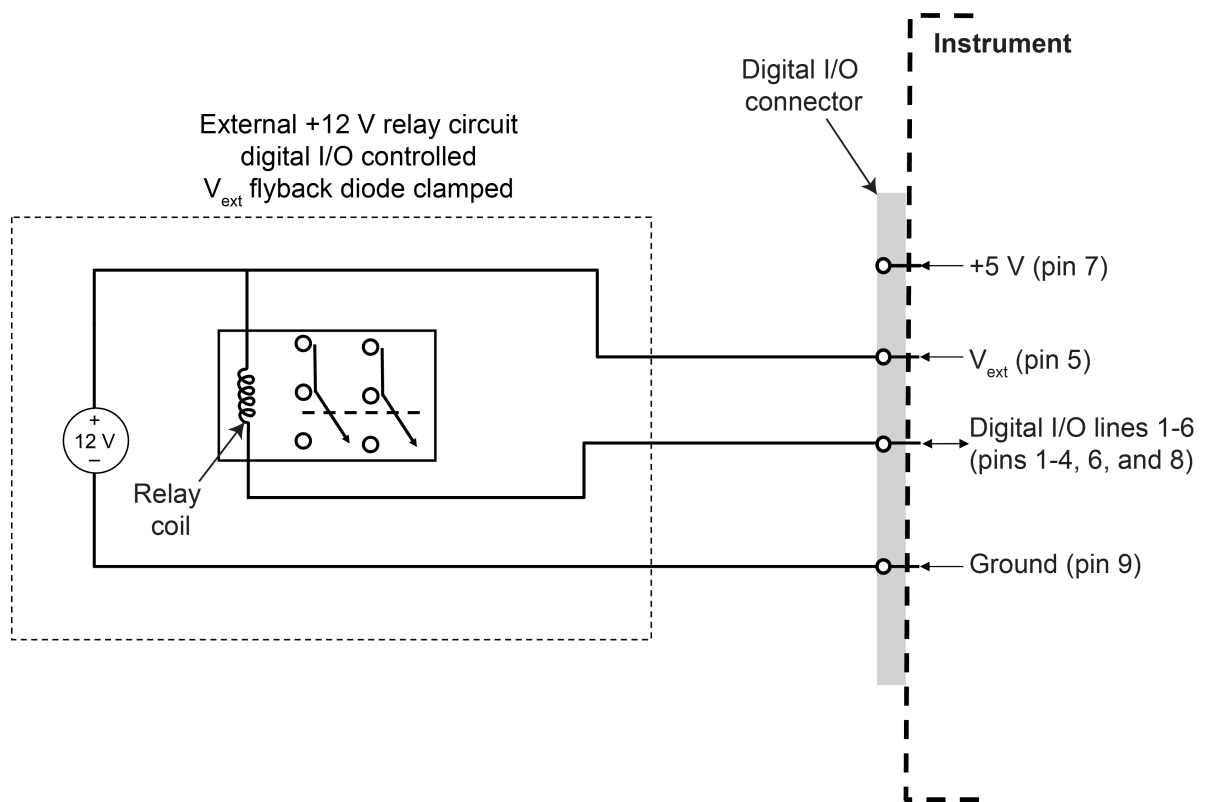 Instrument
Digital I/O
connector
External +12 V relay circuit
digital I/O controlled
Vext flyback diode clamped
+5 V (pin 7)
Vext (pin 5)
+
12 V
–
Digital I/O lines 1-6
(pins 1-4, 6, and 8)
Relay
coil
Ground (pin 9)